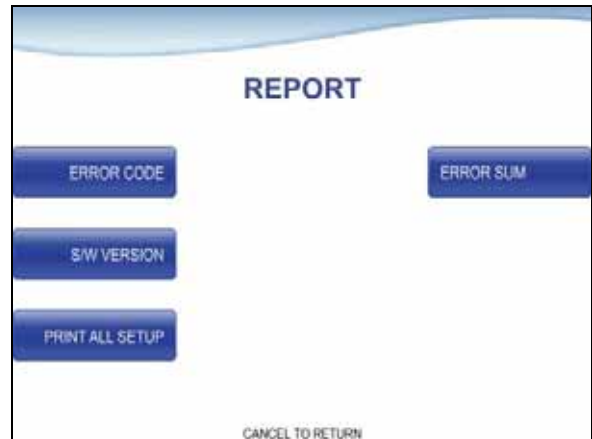 REPORT
ERROR CODE
ERROR SUM
S/W VERSION
PRINT ALL SETUP
CANCEL TO RETURN